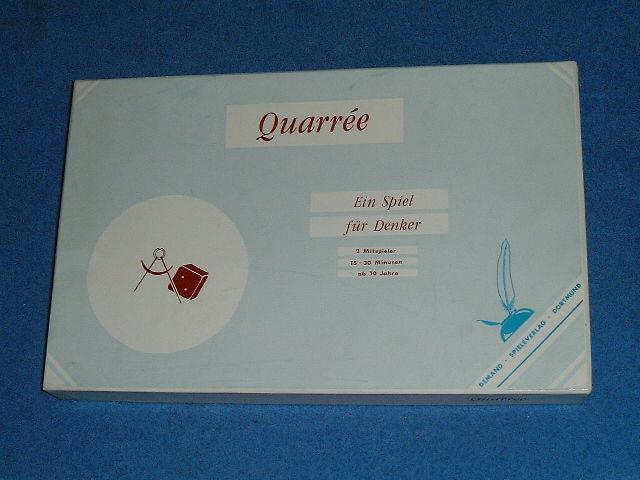 Quarrée
Ein Spiel
für Denker
2 Mitspieler
15 - 30 Minuten
ab 10 Jahre
DEMAND · SPIELEVERLAG · DORTMUND
Quarrée